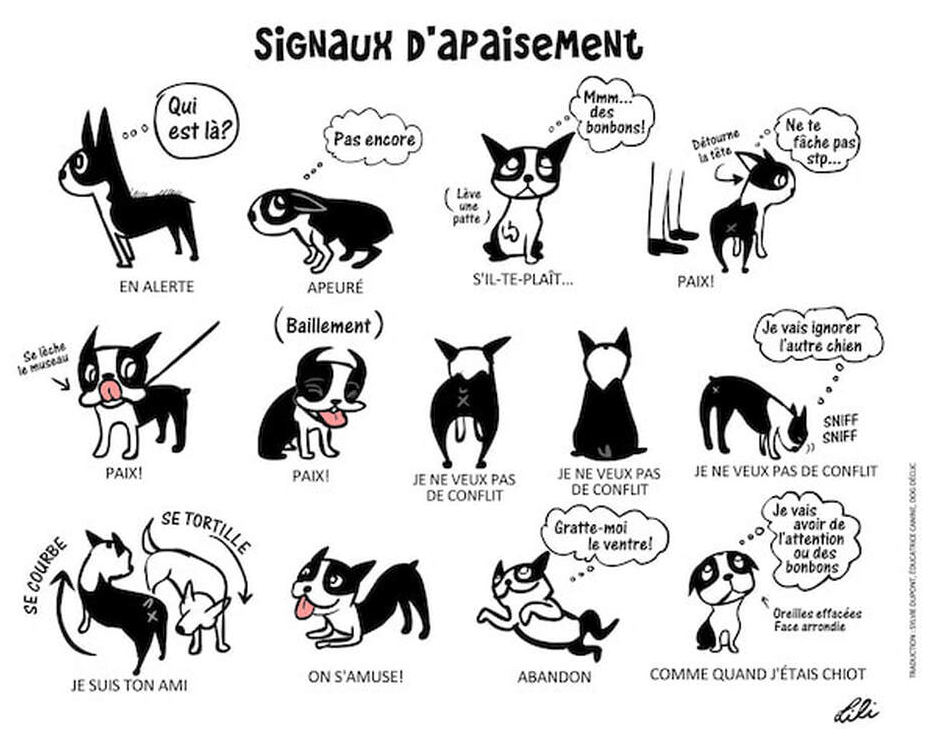 SIGNAUX D'APAISEMENT
Qui
est là?
EN ALERTE
Pas encore
APEURÉ
Mmm...
des
bonbons!
(Lève
une
patte)
S'IL-TE-PLAÎT...
Détourne
la tête
Ne te
fâche pas
stp...
PAIX!
Se lèche
le museau
PAIX!
(Baillement)
PAIX!
JE NE VEUX PAS
DE CONFLIT
JE NE VEUX PAS
DE CONFLIT
Je vais ignorer
l'autre chien
SNIFF
SNIFF
JE NE VEUX PAS DE CONFLIT
SE COURBE
SE TORTILLE
JE SUIS TON AMI
ON S'AMUSE!
Gratte-moi
le ventre!
ABANDON
Je vais
avoir de
l'attention
ou des
bonbons
Oreilles effacées
Face arrondie
COMME QUAND J'ÉTAIS CHIOT
TRADUCTION : SYLVIE DUPONT, ÉDUCATRICE CANINE, DOG DÉCLIC
Lili